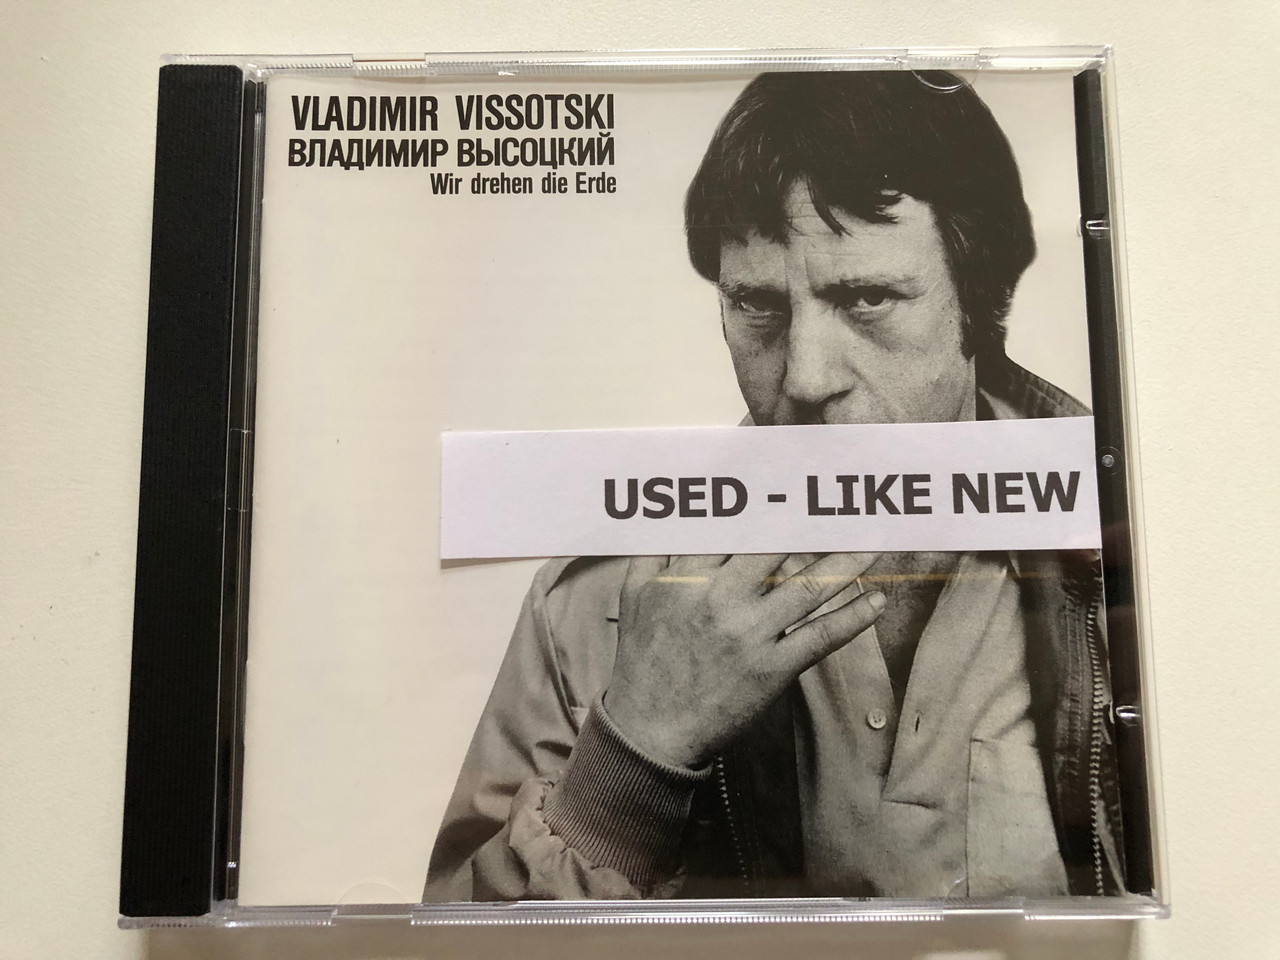 VLADIMIR VISSOTSKI
ВЛАДИМИР ВЫСОЦКИЙ
Wir drehen die Erde
USED - LIKE NEW